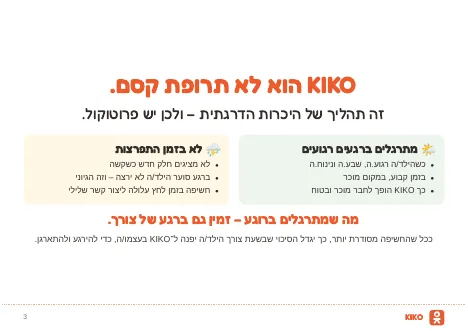 KIKO הוא לא תרופת קסם.
זה תהליך של היכרות הדרגתית – ולכן יש פרוטוקול.
🌤️ מתרגלים ברגעים רגועים
• כשהילד/ה רגוע.ה, שבע.ה ונינוח.ה
• בזמן קבוע, במקום מוכר
• כך KIKO הופך לחבר מוכר ובטוח
⛈️ לא בזמן התפרצות
• לא מציגים חלק חדש כשקשה
• ברגע סוער הילד/ה לא ירצה – וזה הגיוני
• חשיפה בזמן לחץ עלולה ליצור קשר שלילי
מה שמתרגלים ברוגע – זמין גם ברגע של צורך.
ככל שהחשיפה מסודרת יותר, כך יגדל הסיכוי שבשעת צורך הילד/ה יפנה ל־KIKO בעצמו/ה, כדי להירגע ולהתארגן.
3
KIKO